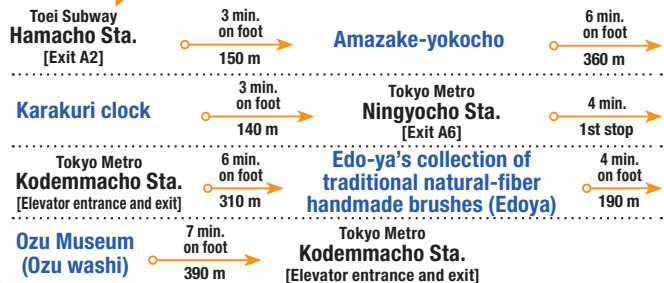 Toei Subway
Hamacho Sta.
[Exit A2]
3 min.
on foot
150 m
Amazake-yokocho
6 min.
on foot
360 m
Karakuri clock
3 min.
on foot
140 m
Tokyo Metro
Ningyocho Sta.
[Exit A6]
4 min.
1st stop
Tokyo Metro
Kodemmacho Sta.
[Elevator entrance and exit]
6 min.
on foot
310 m
Edo-ya's collection of
traditional natural-fiber
handmade brushes (Edoya)
4 min.
on foot
190 m
Ozu Museum
(Ozu washi)
7 min.
on foot
390 m
Tokyo Metro
Kodemmacho Sta.
[Elevator entrance and exit]